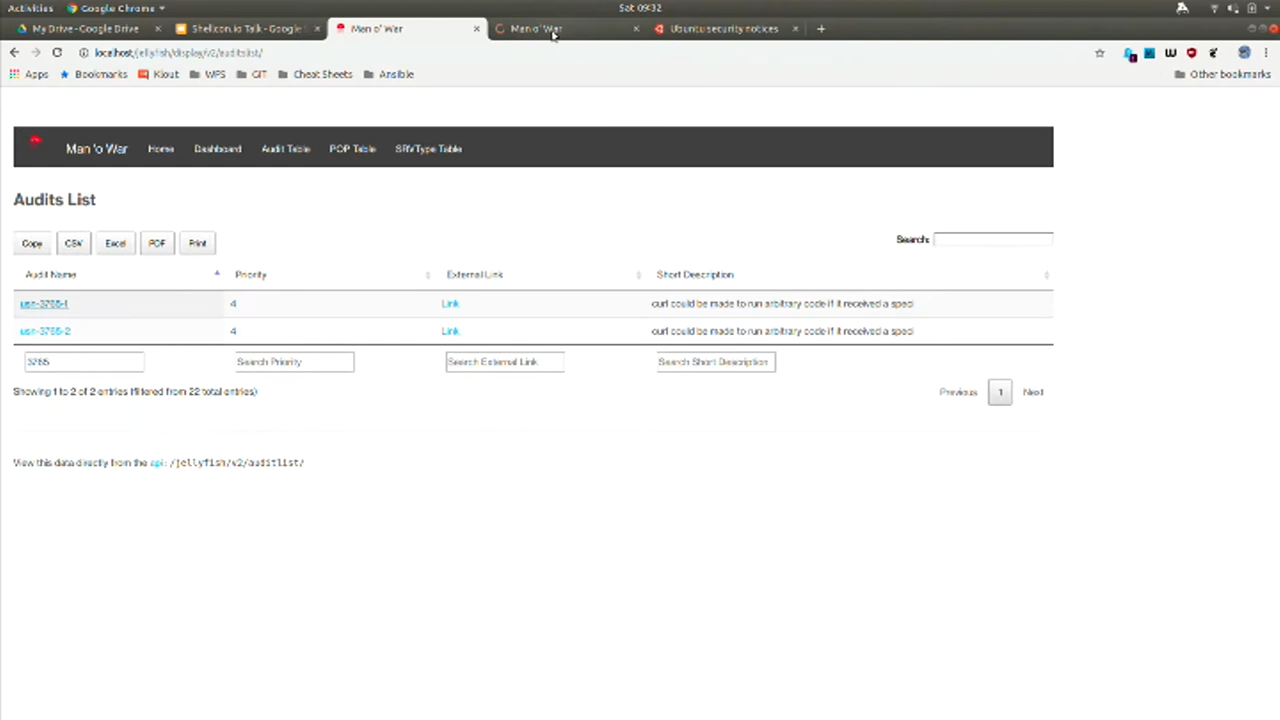 Activities Google Chrome Sat 09:32
My Drive - Google Drive Shellcon.io Talk - Google Man o' War Man o' War Ubuntu security notices
localhost/jellyfish/display/v2/auditslist/
Apps Bookmarks Klout WPS GIT Cheat Sheets Ansible Other bookmarks
Man 'o War Home Dashboard Audit Table POP Table SRVType Table
Audits List
Copy CSV Excel PDF Print
Search:
Audit Name Priority External Link Short Description
usn-3765-1 4 Link curl could be made to run arbitrary code if it received a speci
usn-3765-2 4 Link curl could be made to run arbitrary code if it received a speci
3765 Search Priority Search External Link Search Short Description
Showing 1 to 2 of 2 entries (filtered from 22 total entries)
Previous 1 Next
View this data directly from the api: /jellyfish/v2/auditlist/